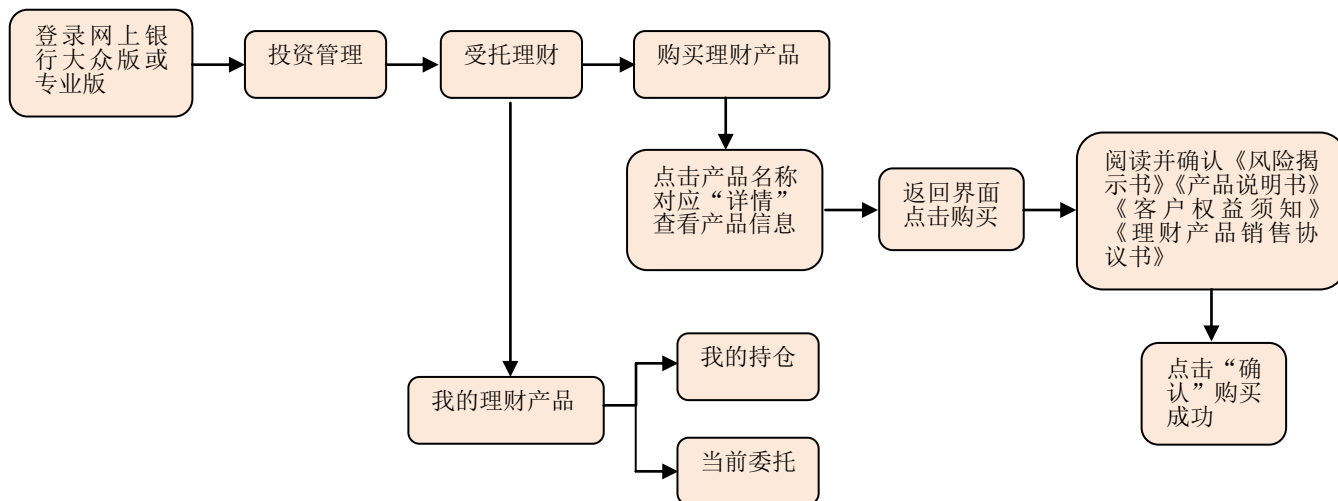 登录网上银
行大众版或
专业版
投资管理
受托理财
购买理财产品
点击产品名称
对应“详情”
查看产品信息
返回界面
点击购买
阅读并确认《风险揭
示书》《产品说明书》
《客户权益须知》
《理财产品销售协
议书》
点击“确
认”购买
成功
我的理财产品
我的持仓
当前委托